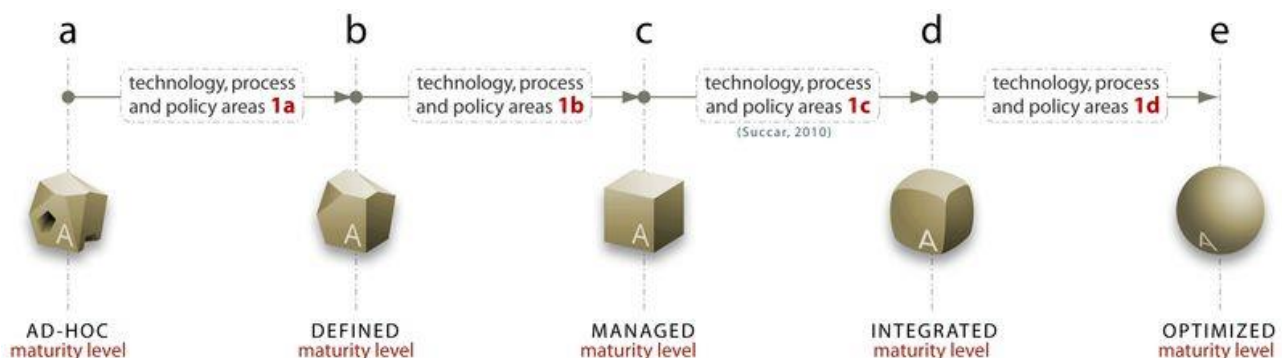 a
b
c
d
e
technology, process
and policy areas 1a
technology, process
and policy areas 1b
technology, process
and policy areas 1c
(Succar, 2010)
technology, process
and policy areas 1d
A
A
A
A
A
AD-HOC
maturity level
DEFINED
maturity level
MANAGED
maturity level
INTEGRATED
maturity level
OPTIMIZED
maturity level